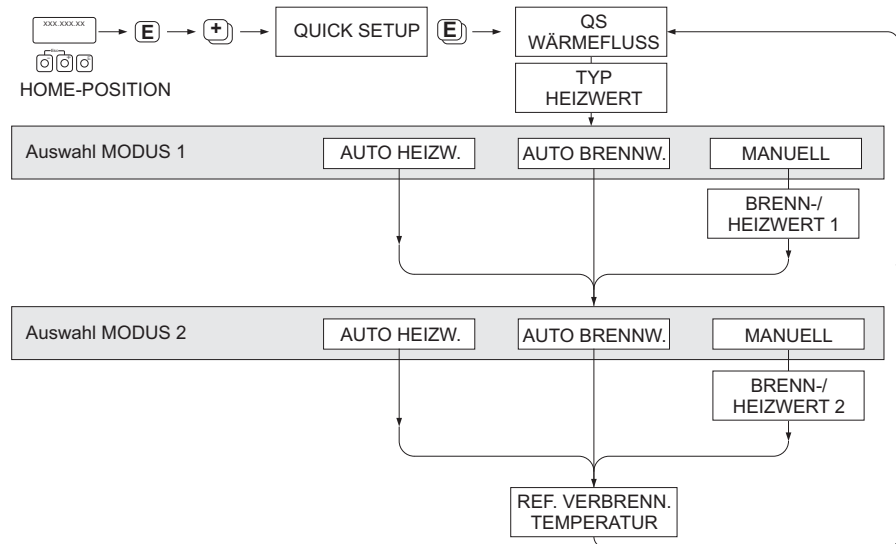 xxx.xxx.xx
Esc
E
+
QUICK SETUP
E
QS
WÄRMEFLUSS
HOME-POSITION
TYP
HEIZWERT
Auswahl MODUS 1
AUTO HEIZW.
AUTO BRENNW.
MANUELL
BRENN-/
HEIZWERT 1
Auswahl MODUS 2
AUTO HEIZW.
AUTO BRENNW.
MANUELL
BRENN-/
HEIZWERT 2
REF. VERBRENN.
TEMPERATUR